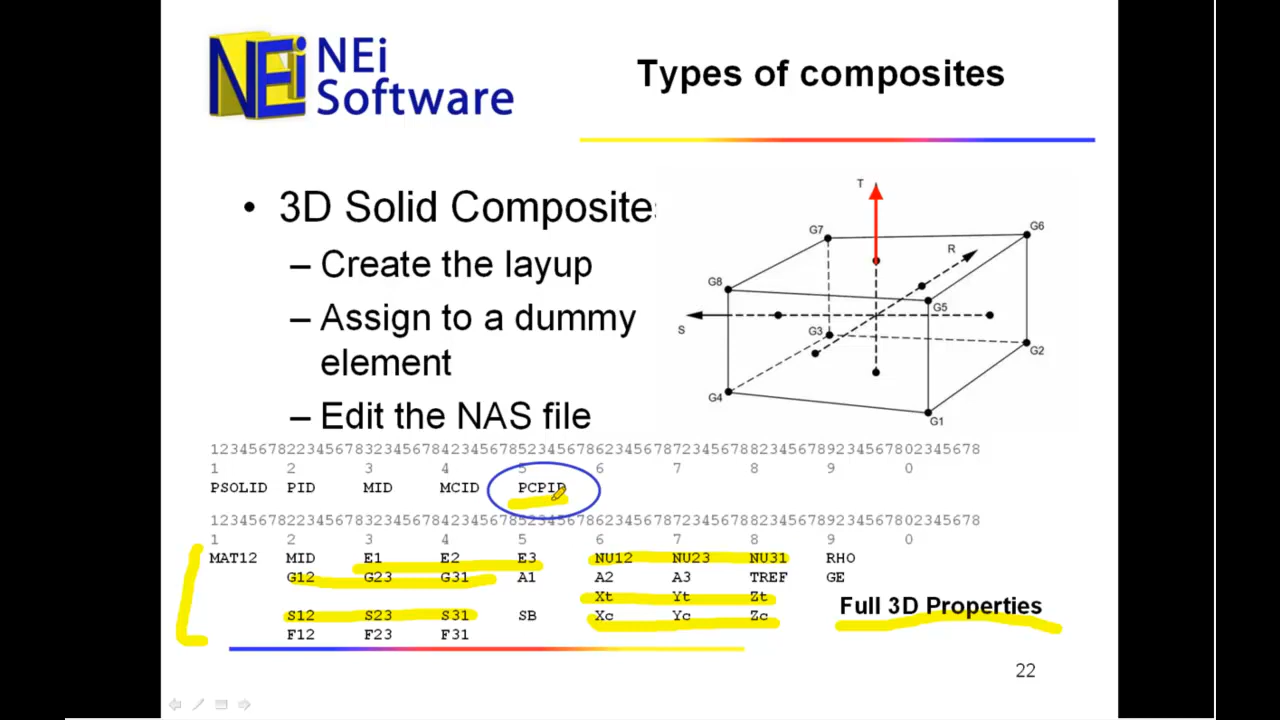 NEi
NEi
Software
Types of composites
• 3D Solid Composites
– Create the layup
– Assign to a dummy
element
– Edit the NAS file
T
G7
G6
R
G8
G5
S
G3
G2
G4
G1
12345678223456783234567842345678523456786234567872345678823456789234567802345678
1 2 3 4 5 6 7 8 9 0
PSOLID PID MID MCID PCPID
12345678223456783234567842345678523456786234567872345678823456789234567802345678
1 2 3 4 5 6 7 8 9 0
MAT12 MID E1 E2 E3 NU12 NU23 NU31 RHO
G12 G23 G31 A1 A2 A3 TREF GE
Xt Yt Zt
S12 S23 S31 SB Xc Yc Zc
F12 F23 F31
Full 3D Properties
22